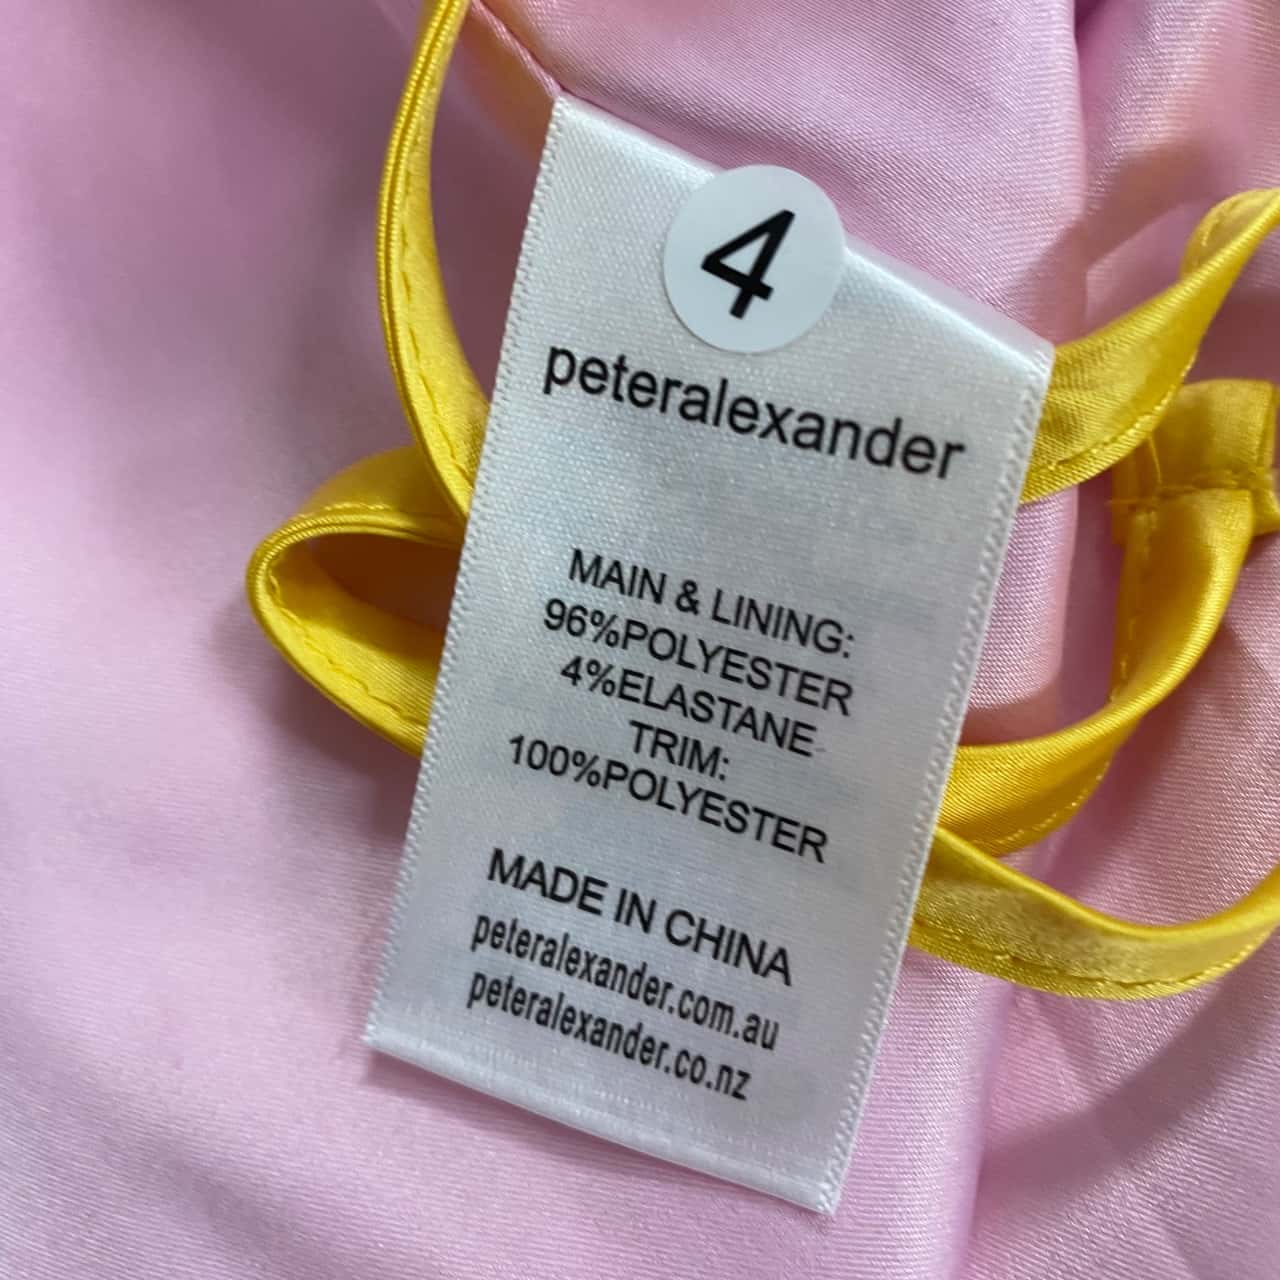 4
peteralexander
MAIN & LINING:
96%POLYESTER
4%ELASTANE
TRIM:
100%POLYESTER
MADE IN CHINA
peteralexander.com.au
peteralexander.co.nz